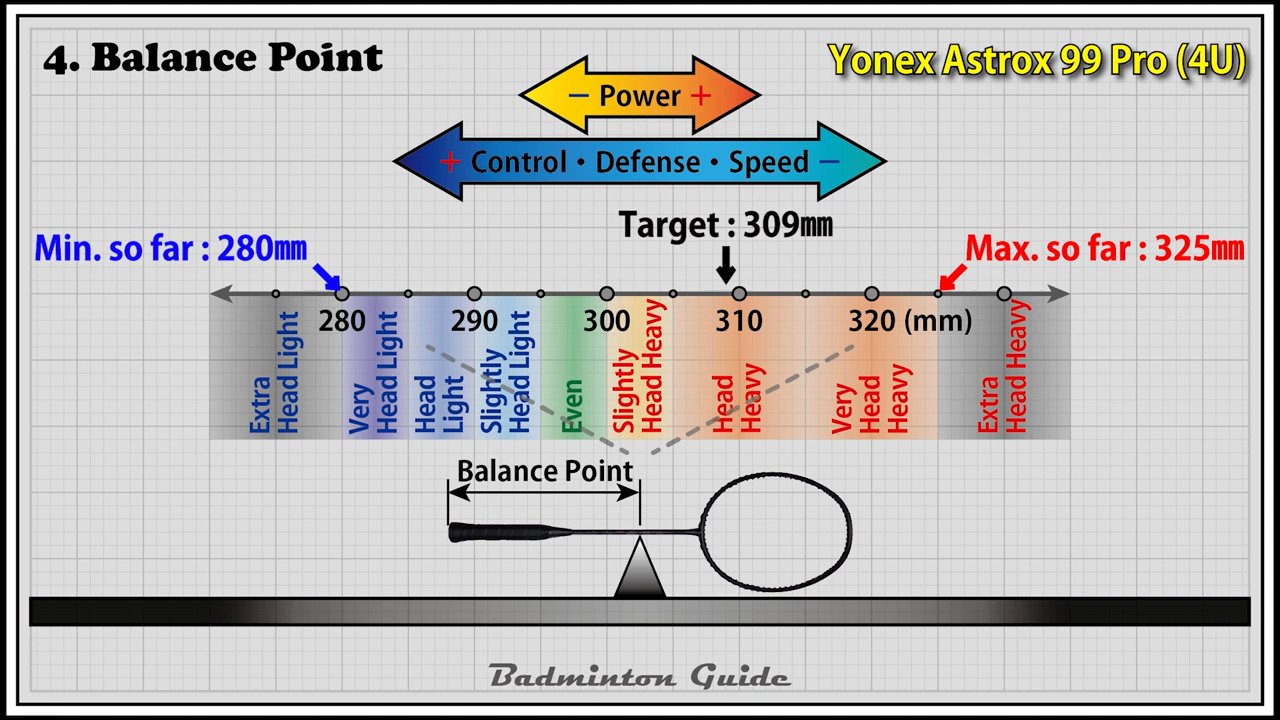 4. Balance Point
Yonex Astrox 99 Pro (4U)
− Power +
+ Control・Defense・Speed −
Target : 309㎜
Min. so far : 280㎜
Max. so far : 325㎜
280 290 300 310 320 (mm)
Extra
Head Light
Very
Head Light
Head
Light
Slightly
Head Light
Even
Slightly
Head Heavy
Head
Heavy
Very
Head
Heavy
Extra
Head Heavy
Balance Point
Badminton Guide